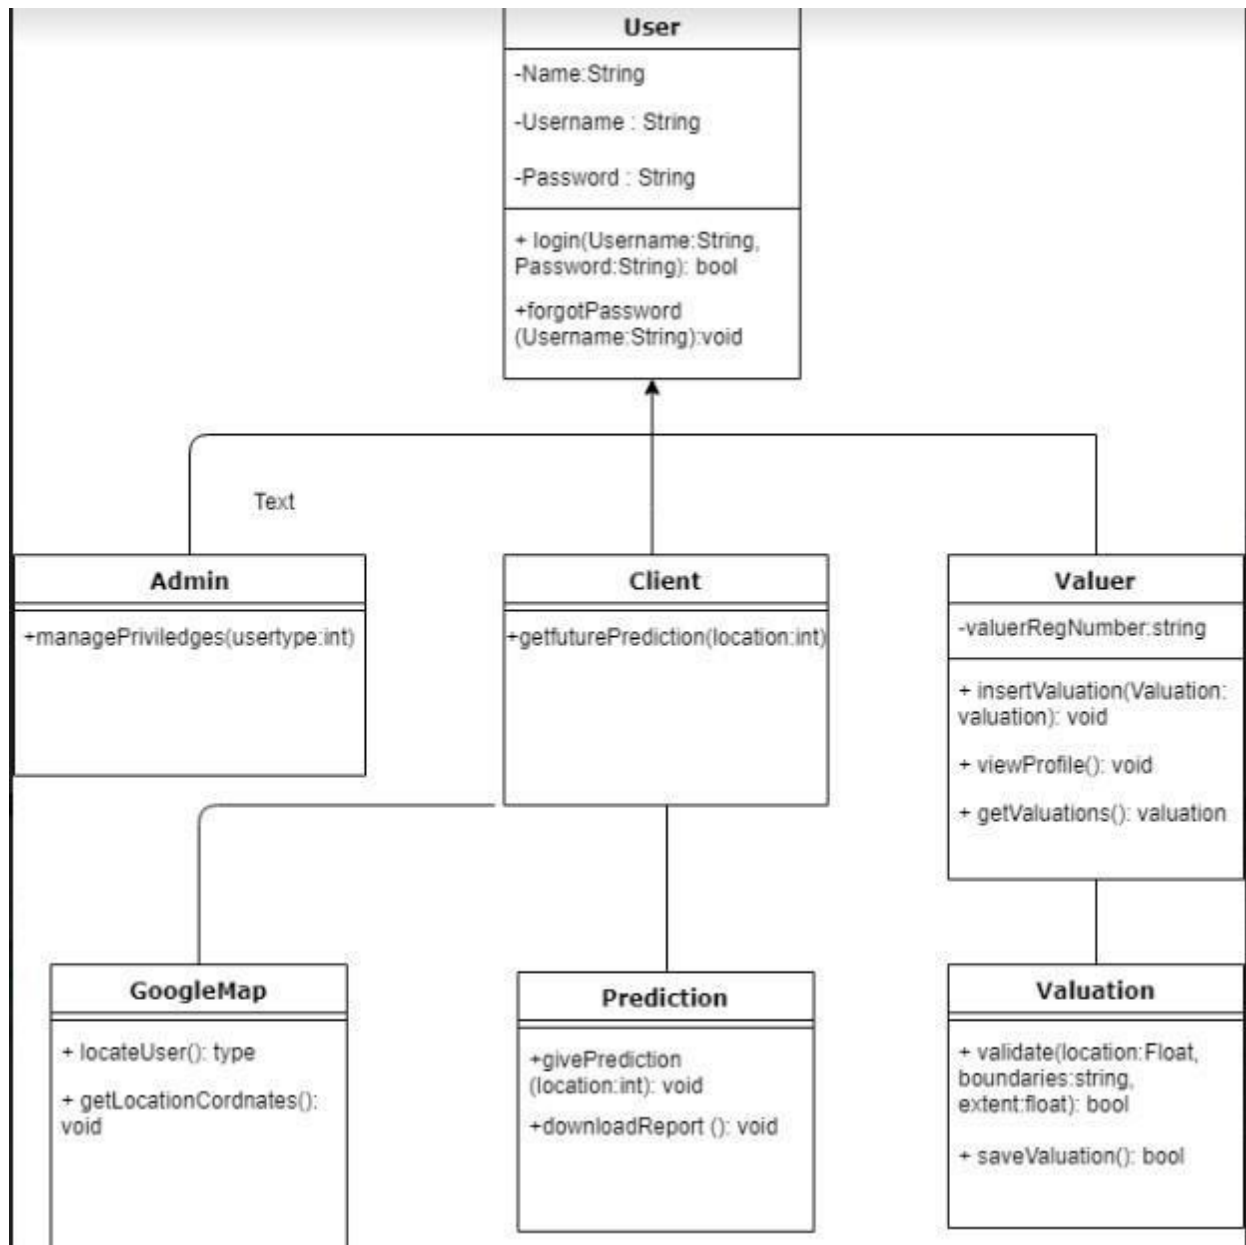 User
-Name:String
-Username : String
-Password : String
+ login(Username:String,
Password:String): bool
+forgotPassword
(Username:String):void
Text
Admin
+managePriviledges(usertype:int)
Client
+getfuturePrediction(location:int)
Valuer
-valuerRegNumber:string
+ insertValuation(Valuation:
valuation): void
+ viewProfile(): void
+ getValuations(): valuation
GoogleMap
+ locateUser(): type
+ getLocationCordnates():
void
Prediction
+givePrediction
(location:int): void
+downloadReport (): void
Valuation
+ validate(location:Float,
boundaries:string,
extent:float): bool
+ saveValuation(): bool